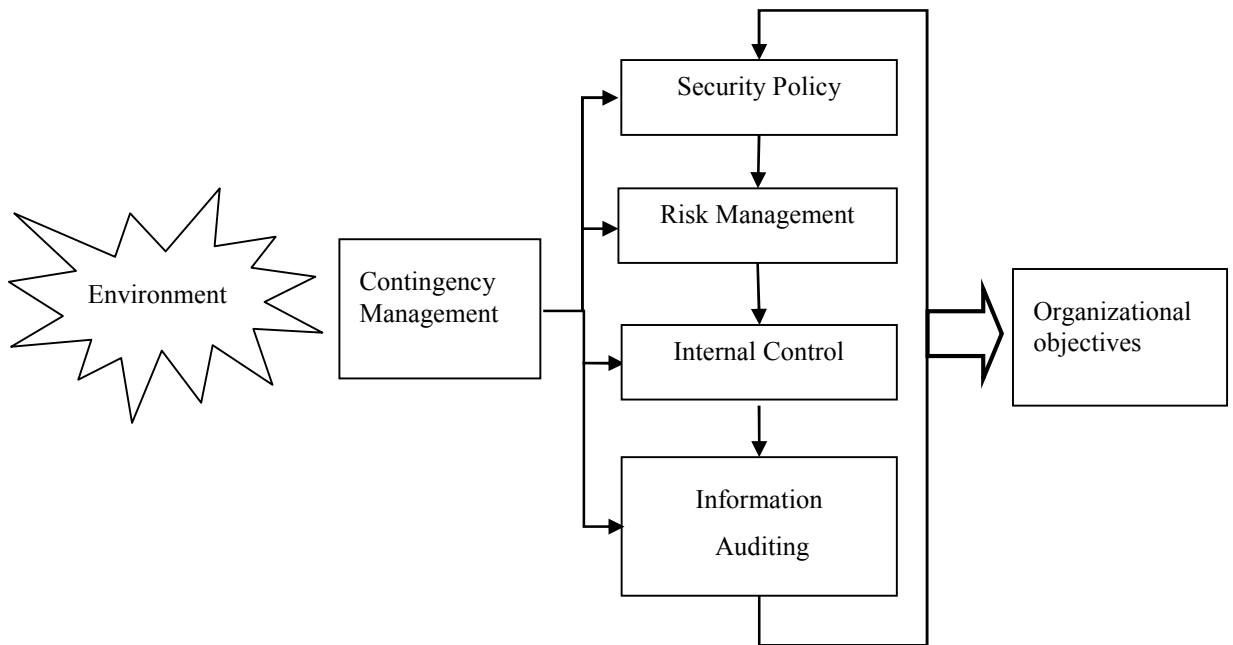 Security Policy
Risk Management
Environment
Contingency
Management
Internal Control
Information
Auditing
Organizational
objectives